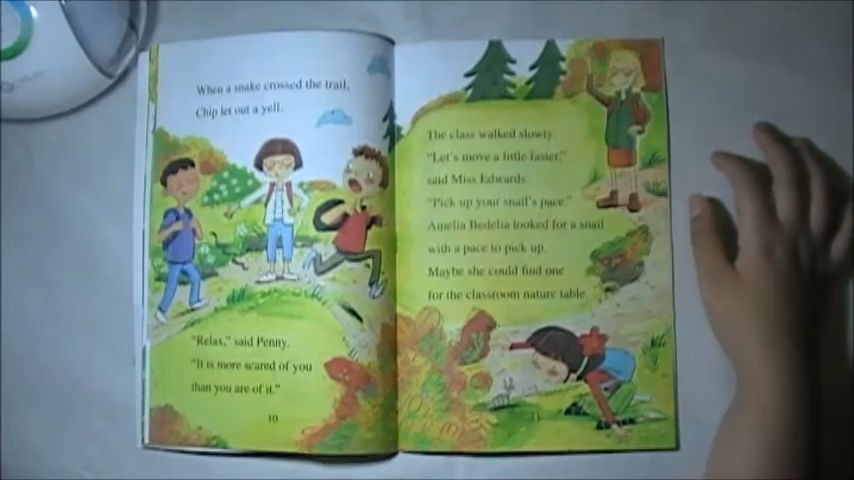 When a snake crossed the trail,
Chip let out a yell.
"Relax," said Penny.
"It is more scared of you
than you are of it."
10
The class walked slowly.
"Let's move a little faster,"
said Miss Edwards.
"Pick up your snail's pace."
Amelia Bedelia looked for a snail
with a pace to pick up.
Maybe she could find one
for the classroom nature table.
11